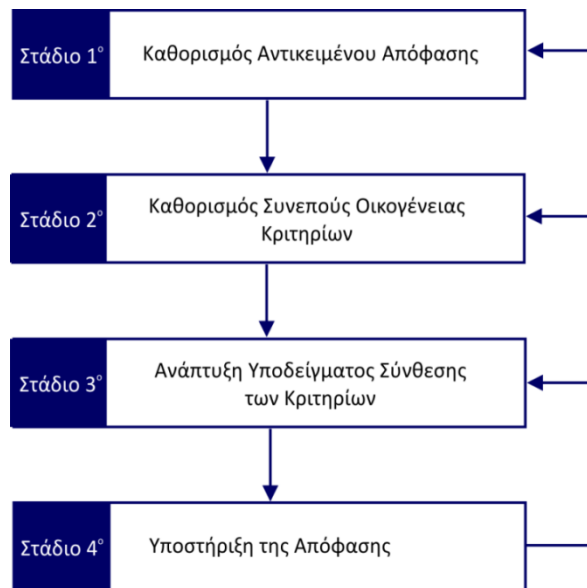 Στάδιο 1°
Καθορισμός Αντικειμένου Απόφασης
Στάδιο 2°
Καθορισμός Συνεπούς Οικογένειας
Κριτηρίων
Στάδιο 3°
Ανάπτυξη Υποδείγματος Σύνθεσης
των Κριτηρίων
Στάδιο 4°
Υποστήριξη της Απόφασης